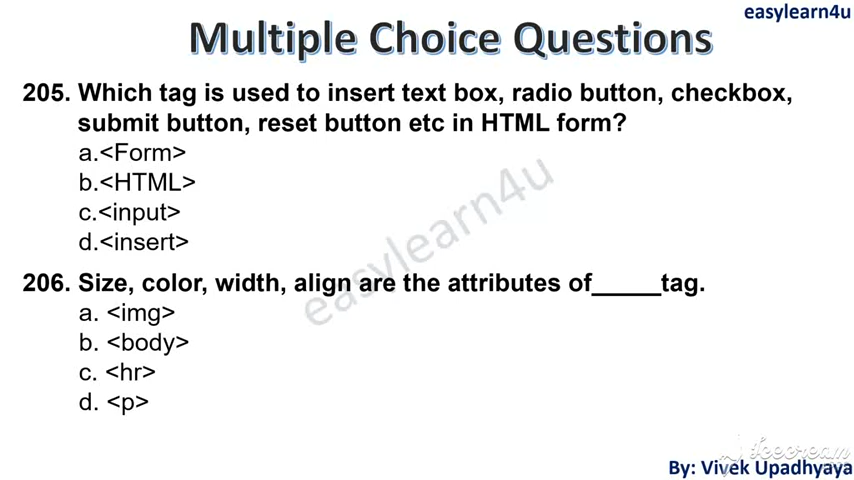 easylearn4u
Multiple Choice Questions
205. Which tag is used to insert text box, radio button, checkbox,
submit button, reset button etc in HTML form?
a.<Form>
b.<HTML>
c.<input>
d.<insert>
easylearn4u
206. Size, color, width, align are the attributes of_____tag.
a. <img>
b. <body>
c. <hr>
d. <p>
By: Vivek Upadhyaya